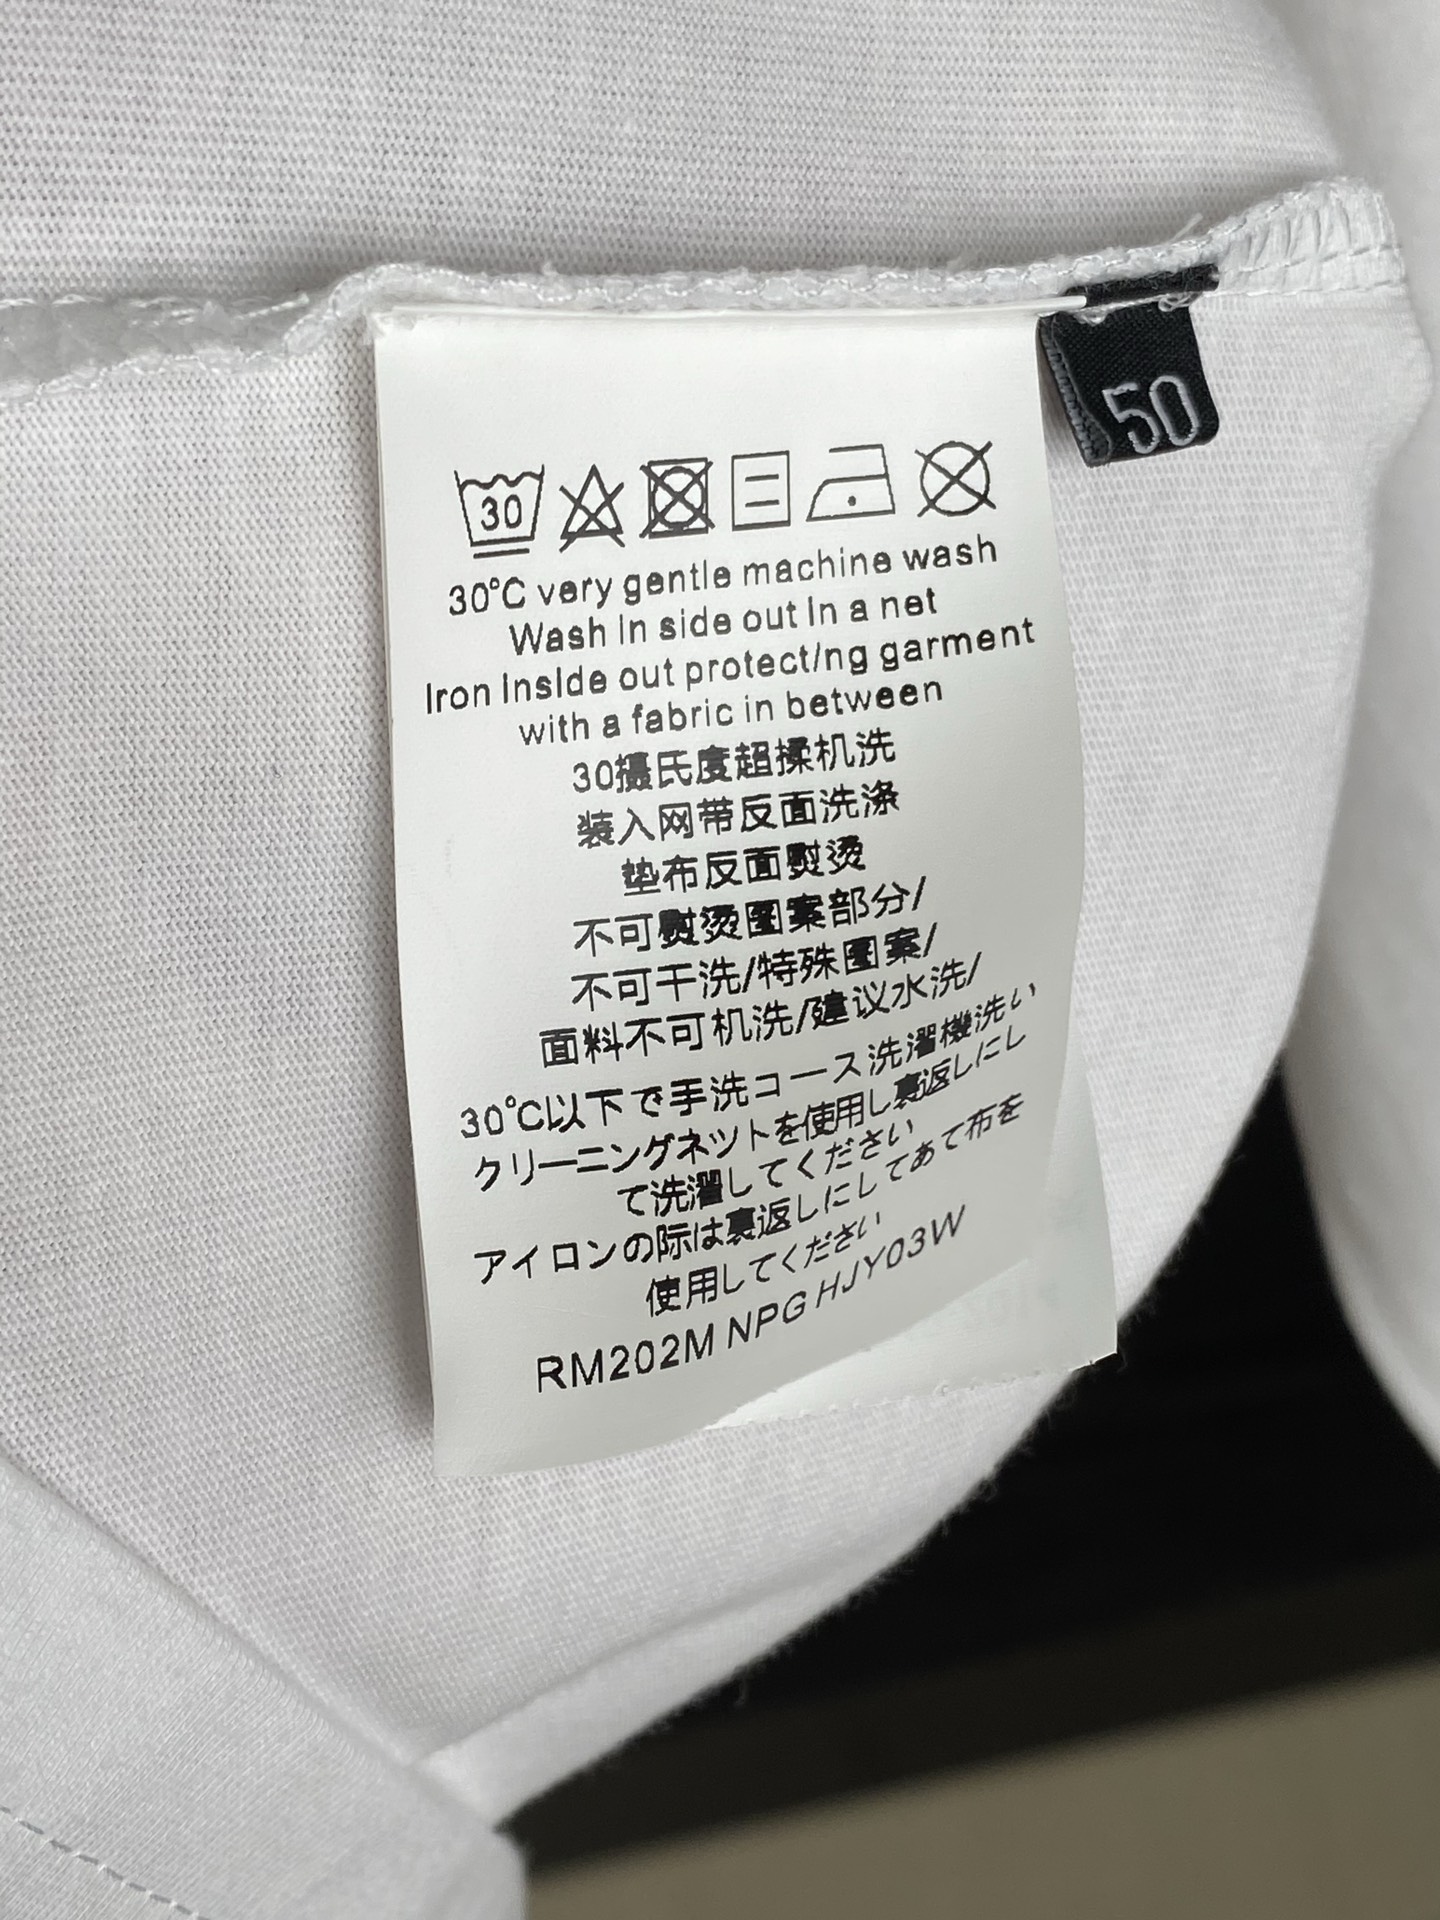 50
30
30°C very gentle machine wash
Wash in side out in a net
Iron inside out protect/ng garment
with a fabric in between
30摄氏度超揉机洗
装入网带反面洗涤
垫布反面熨烫
不可熨烫图案部分/
不可干洗/特殊图案/
面料不可机洗/建议水洗/
30°C以下で手洗コース洗濯機洗い
クリーニングネットを使用し裏返しにし
て洗濯してください
アイロンの際は裏返しにしてあて布を
使用してください
RM202M NPG HJY03W